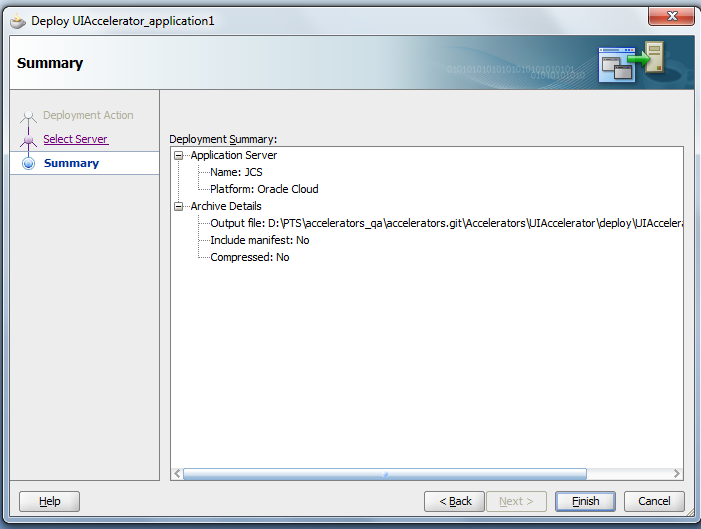 Deploy UIAccelerator_application1
Summary
Deployment Action
Select Server
Summary
Deployment Summary:
Application Server
Name: JCS
Platform: Oracle Cloud
Archive Details
Output file: D:\PTS\accelerators_qa\accelerators.git\Accelerators\UIAccelerator\deploy\UIAccelera
Include manifest: No
Compressed: No
Help
< Back
Next >
Finish
Cancel